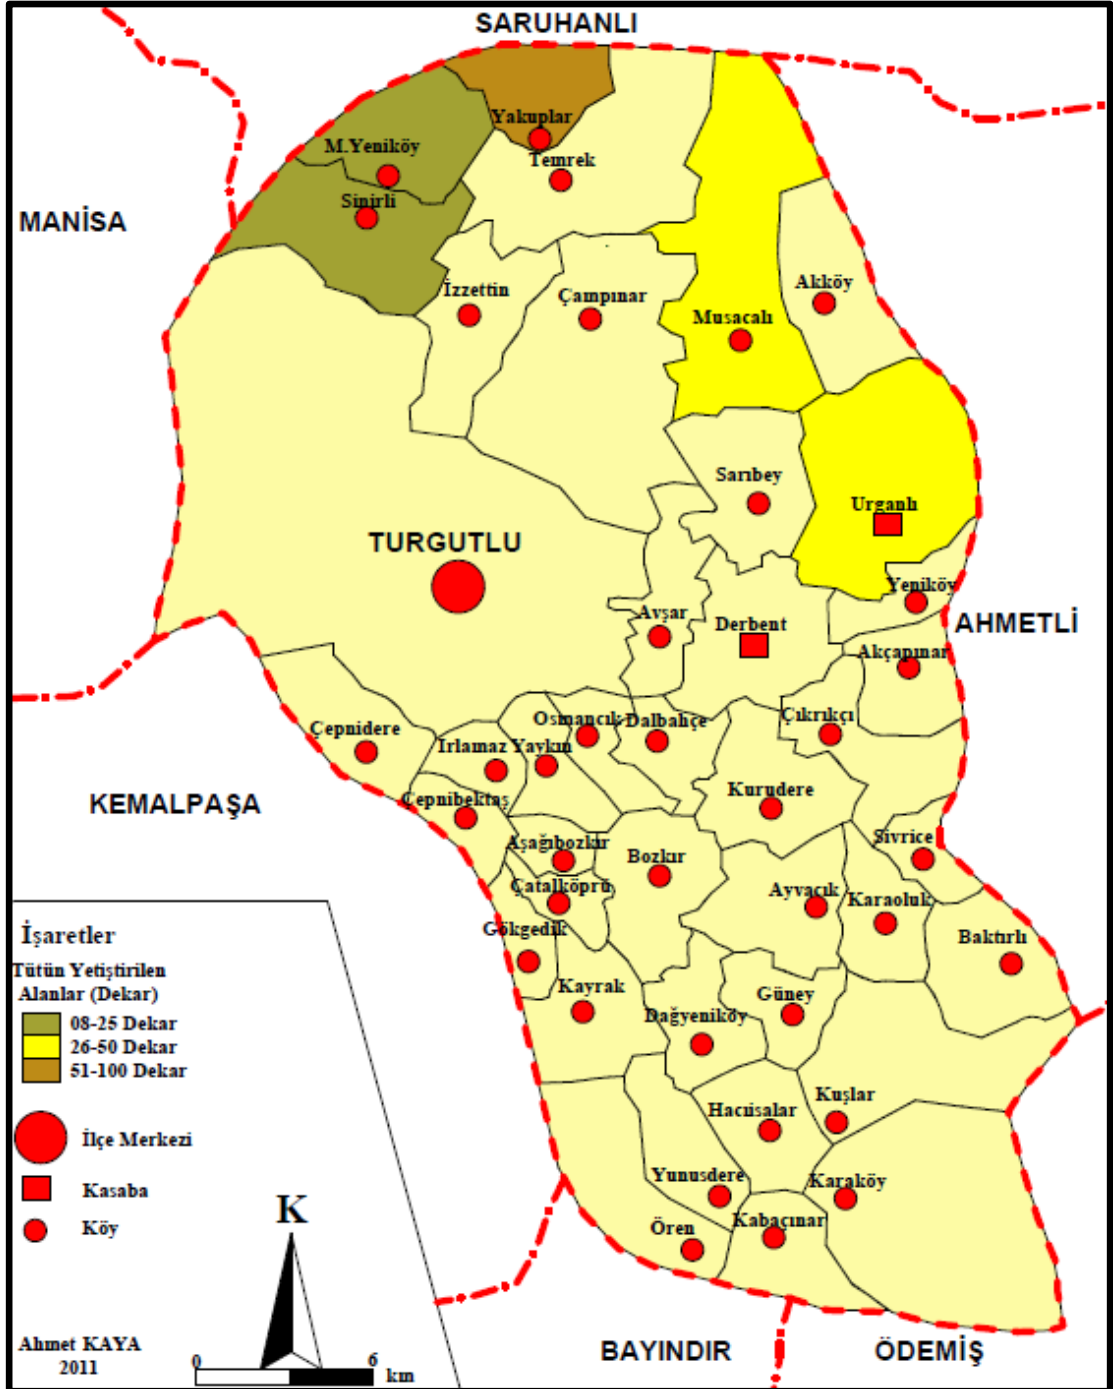 SARUHANLI
Yakuplar
M.Yeniköy
Temrek
Sinirli
MANİSA
İzzettin
Çampınar
Akköy
Musacalı
Sarıbey
Urganlı
TURGUTLU
Yeniköy
Avşar
Derbent
AHMETLİ
Akçapınar
Çepnidere
Osmancık
Dalbahçe
Çıkrıkçı
Irlamaz
Yaykın
Kurudere
KEMALPAŞA
Çepnibektaş
Aşağıbozkır
Bozkır
Sivrice
Çatalköprü
Ayvacık
Karaoluk
Gökgedik
Baktırlı
Kayrak
Güney
Dağyeniköy
Kuşlar
Hacıisalar
Yunusdere
Karaköy
Ören
Kabaçınar
İşaretler
Tütün Yetiştirilen
Alanlar (Dekar)
08-25 Dekar
26-50 Dekar
51-100 Dekar
İlçe Merkezi
Kasaba
Köy
K
Ahmet KAYA
2011
0 6
km
BAYINDIR
ÖDEMİŞ